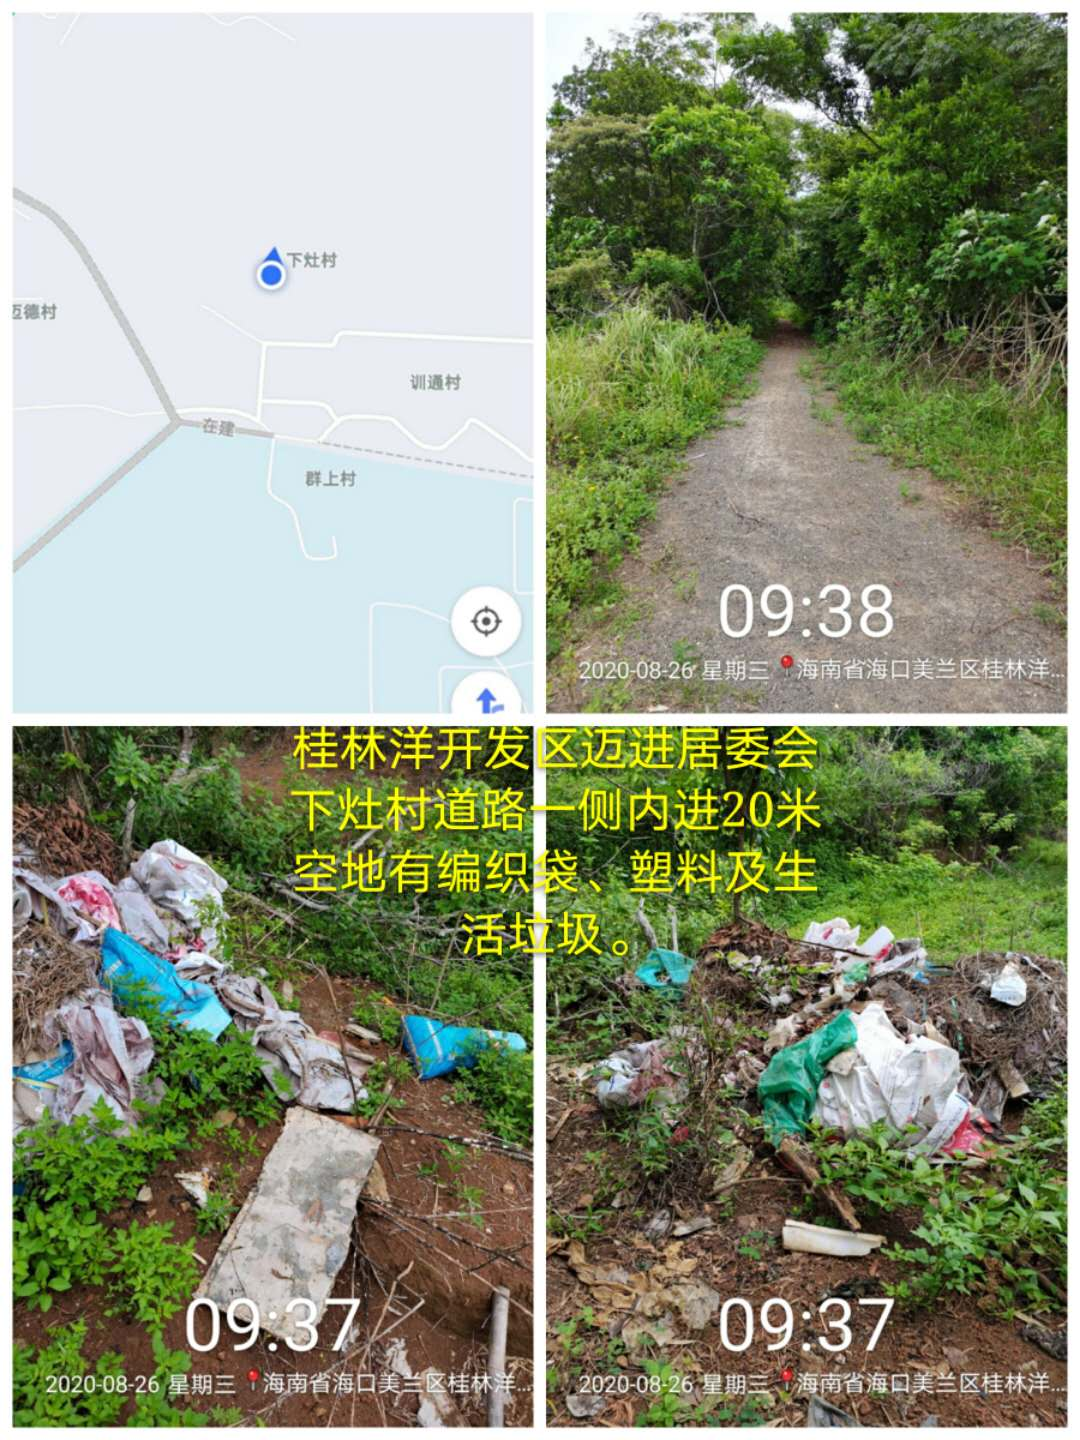 下灶村
迈德村
训通村
在建
群上村
09:38
2020-08-26 星期三 海南省海口美兰区桂林洋...
桂林洋开发区迈进居委会
下灶村道路一侧内进20米
空地有编织袋、塑料及生
活垃圾。
09:37
2020-08-26 星期三 海南省海口美兰区桂林洋...
09:37
2020-08-26 星期三 海南省海口美兰区桂林洋...